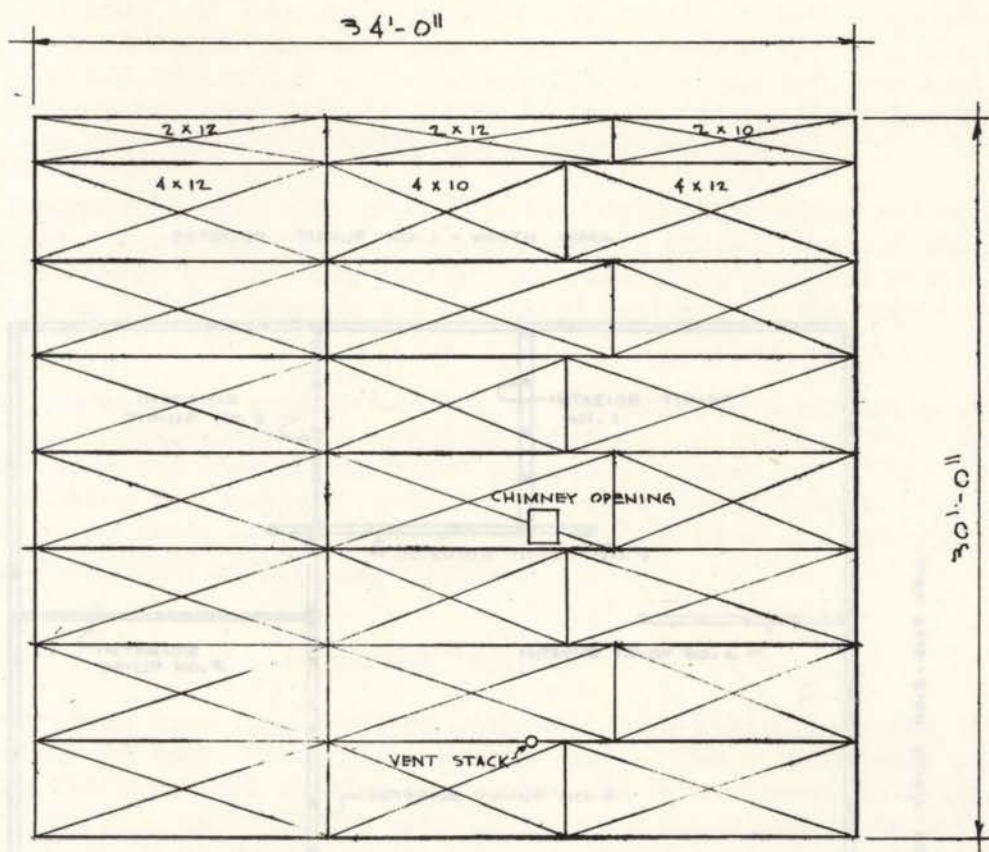 34'-0"
2 x 12
2 x 12
2 x 10
4 x 12
4 x 10
4 x 12
CHIMNEY OPENING
30'-0"
VENT STACK